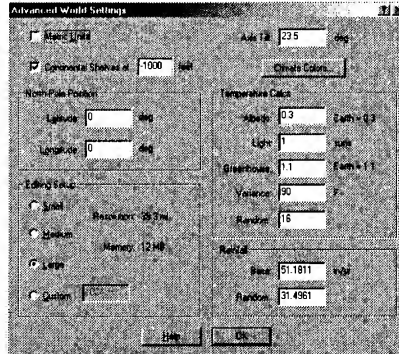 Advanced World Settings
Metric Units
Continental Shelves at -1000 feet
North-Pole Position
Latitude 0 deg
Longitude 0 deg
Editing Setup
Small
Medium
Large
Custom
Resolution:
Memory: 12 MB
Axis Tilt 23.5 deg
Climate Colors...
Temperature Calcs
Albedo 0.3 Earth = 0.3
Light 1 suns
Greenhouse 1.1 Earth = 1.1
Variance 90 F
Random 16
Rainfall
Base 51.1811 in/yr
Random 31.4961
Help
OK